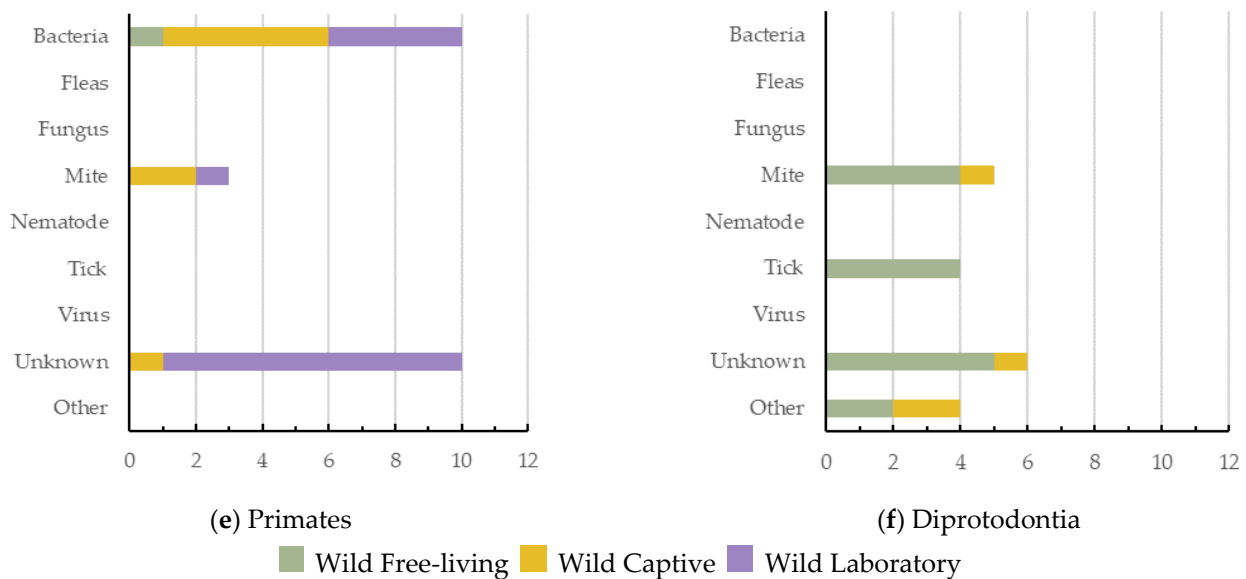 Bacteria
Fleas
Fungus
Mite
Nematode
Tick
Virus
Unknown
Other
0 2 4 6 8 10 12
(e) Primates
Bacteria
Fleas
Fungus
Mite
Nematode
Tick
Virus
Unknown
Other
0 2 4 6 8 10 12
(f) Diprotodontia
Wild Free-living Wild Captive Wild Laboratory